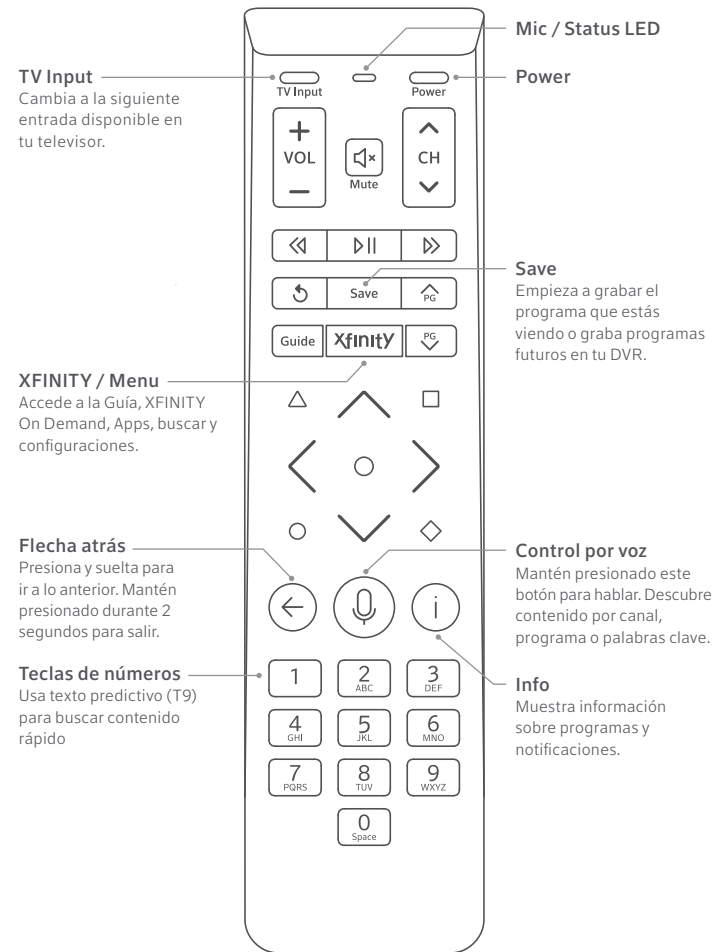 Mic / Status LED
TV Input
Cambia a la siguiente
entrada disponible en
tu televisor.
Power
TV Input
Power
VOL
Mute
CH
Save
PG
Guide
xfinity
PG
Save
Empieza a grabar el
programa que estás
viendo o graba programas
futuros en tu DVR.
XFINITY / Menu
Accede a la Guía, XFINITY
On Demand, Apps, buscar y
configuraciones.
Flecha atrás
Presiona y suelta para
ir a lo anterior. Mantén
presionado durante 2
segundos para salir.
Control por voz
Mantén presionado este
botón para hablar. Descubre
contenido por canal,
programa o palabras clave.
i
Teclas de números
Usa texto predictivo (T9)
para buscar contenido
rápido
Info
Muestra información
sobre programas y
notificaciones.
1 2 3
ABC DEF
4 5 6
GHI JKL MNO
7 8 9
PQRS TUV WXYZ
0
Space